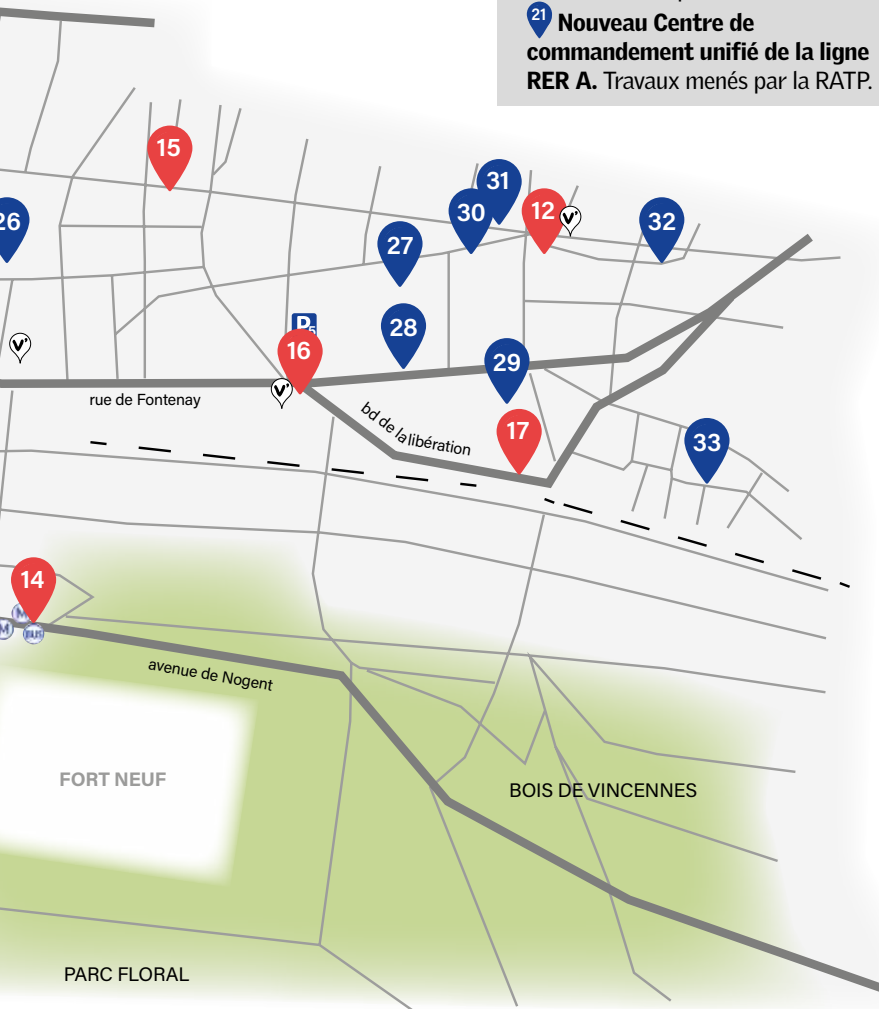 21 Nouveau Centre de
commandement unifié de la ligne
RER A. Travaux menés par la RATP.
15
31
30
12
V'
32
26
27
28
P5
16
V'
29
V'
rue de Fontenay
bd de la libération
17
33
14
M
M
BUS
avenue de Nogent
FORT NEUF
BOIS DE VINCENNES
PARC FLORAL